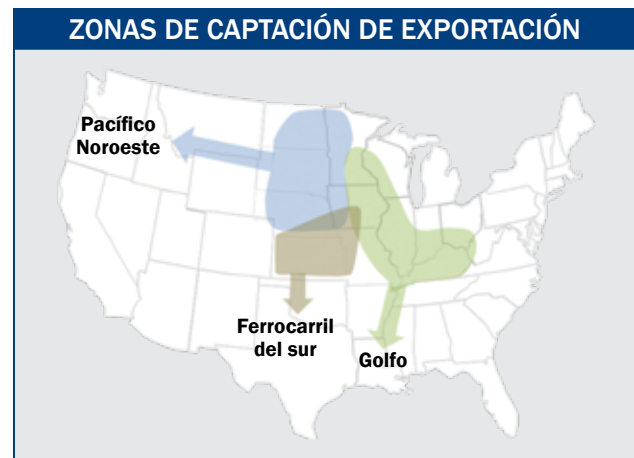 ZONAS DE CAPTACIÓN DE EXPORTACIÓN
Pacífico
Noroeste
Ferrocarril
del sur
Golfo